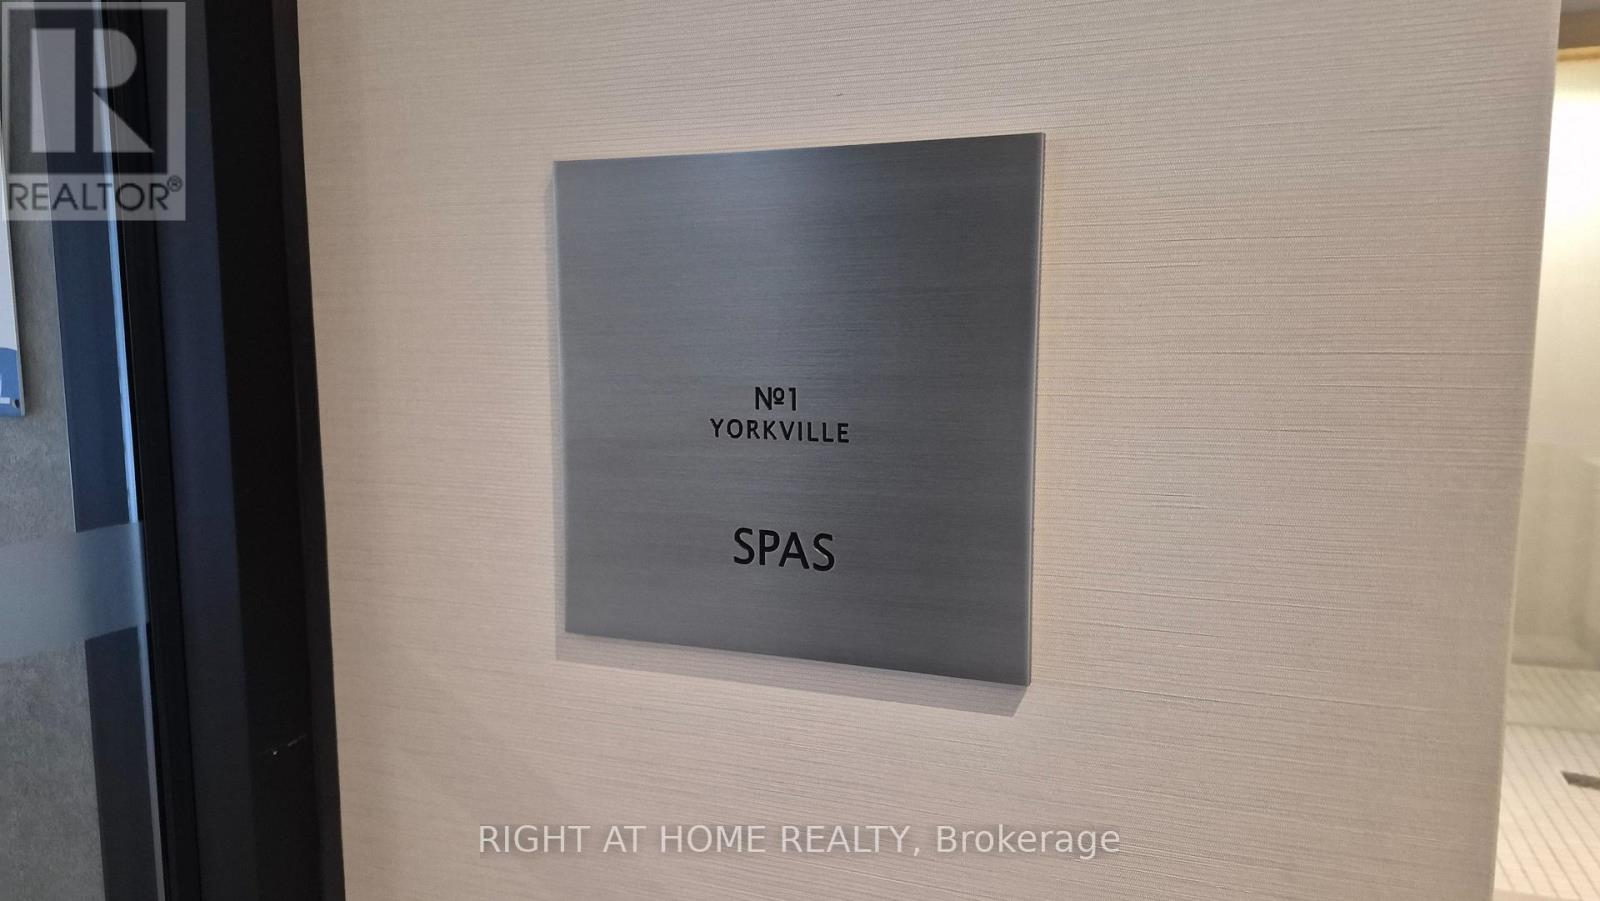 REALTOR®
№1
YORKVILLE
SPAS
RIGHT AT HOME REALTY, Brokerage